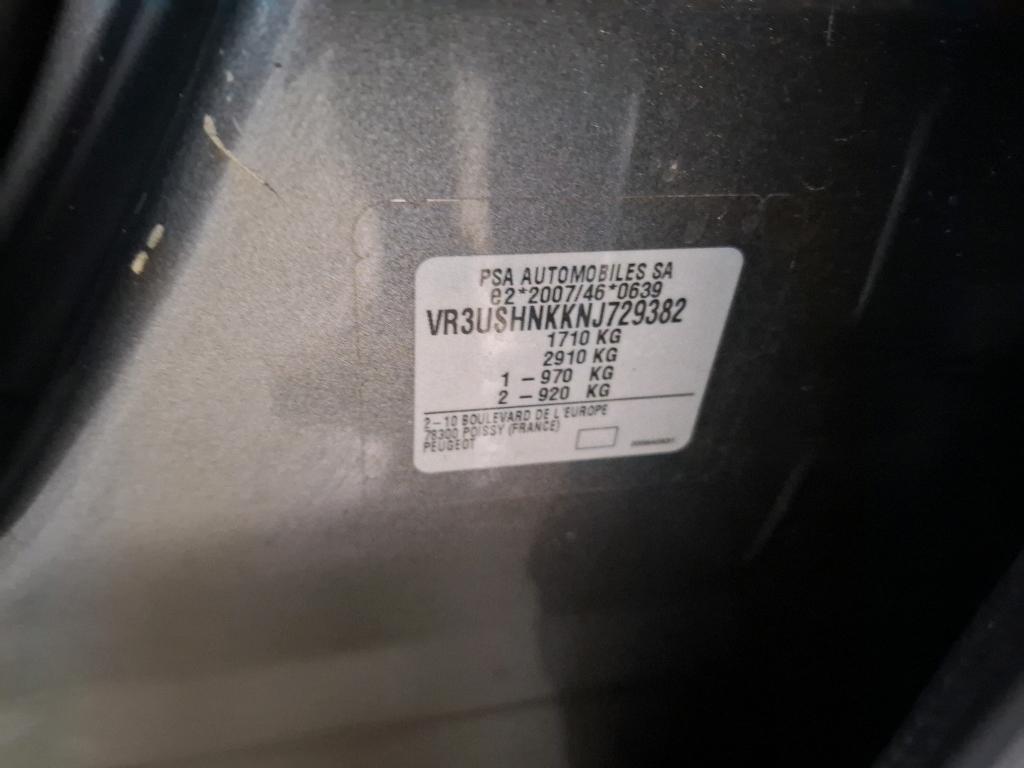 PSA AUTOMOBILES SA
e2*2007/46*0639
VR3USHNKKNJ729382
1710 KG
2910 KG
1 – 970 KG
2 – 920 KG
2–10 BOULEVARD DE L'EUROPE
78300 POISSY (FRANCE)
PEUGEOT